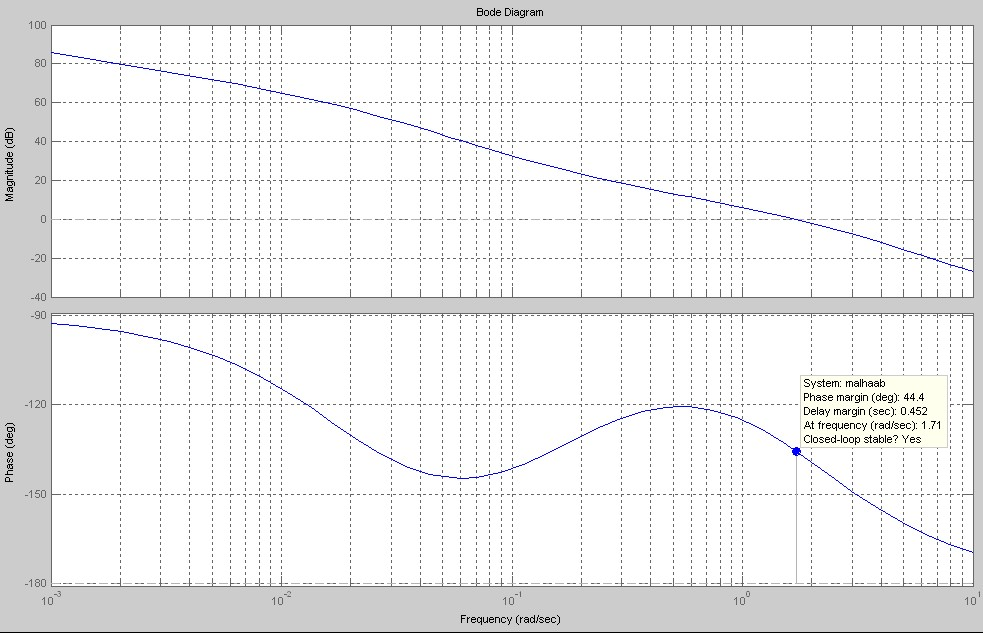 Bode Diagram
Magnitude (dB)
100
80
60
40
20
0
-20
-40
Phase (deg)
-90
-120
-150
-180
System: malhaab
Phase margin (deg): 44.4
Delay margin (sec): 0.452
At frequency (rad/sec): 1.71
Closed-loop stable? Yes
10^-3 10^-2 10^-1 10^0 10^1
Frequency (rad/sec)